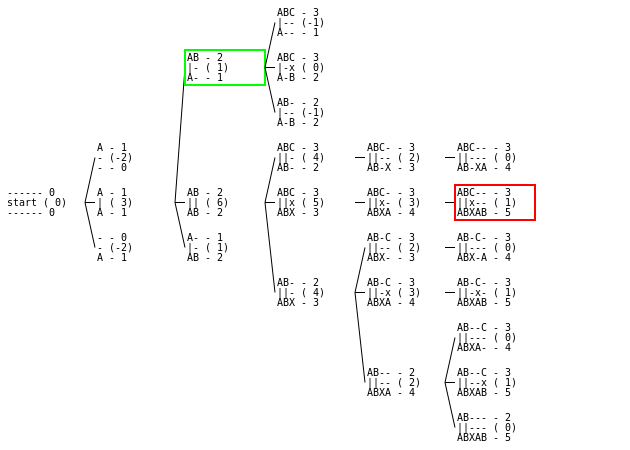 ------ 0
start ( 0)
------ 0
A - 1
- (-2)
- - 0
A - 1
| ( 3)
A - 1
- - 0
- (-2)
A - 1
AB - 2
|- ( 1)
A- - 1
AB - 2
|| ( 6)
AB - 2
A- - 1
|- ( 1)
AB - 2
ABC - 3
|-- (-1)
A-- - 1
ABC - 3
|-x ( 0)
A-B - 2
AB- - 2
|-- (-1)
A-B - 2
ABC - 3
||- ( 4)
AB- - 2
ABC - 3
||x ( 5)
ABX - 3
AB- - 2
||- ( 4)
ABX - 3
ABC- - 3
||-- ( 2)
AB-X - 3
ABC- - 3
||x- ( 3)
ABXA - 4
AB-C - 3
||-- ( 2)
ABX- - 3
AB-C - 3
||-x ( 3)
ABXA - 4
AB-- - 2
||-- ( 2)
ABXA - 4
ABC-- - 3
||--- ( 0)
AB-XA - 4
ABC-- - 3
||x-- ( 1)
ABXAB - 5
AB-C- - 3
||--- ( 0)
ABX-A - 4
AB-C- - 3
||-x- ( 1)
ABXAB - 5
AB--C - 3
||--- ( 0)
ABXA- - 4
AB--C - 3
||--x ( 1)
ABXAB - 5
AB--- - 2
||--- ( 0)
ABXAB - 5